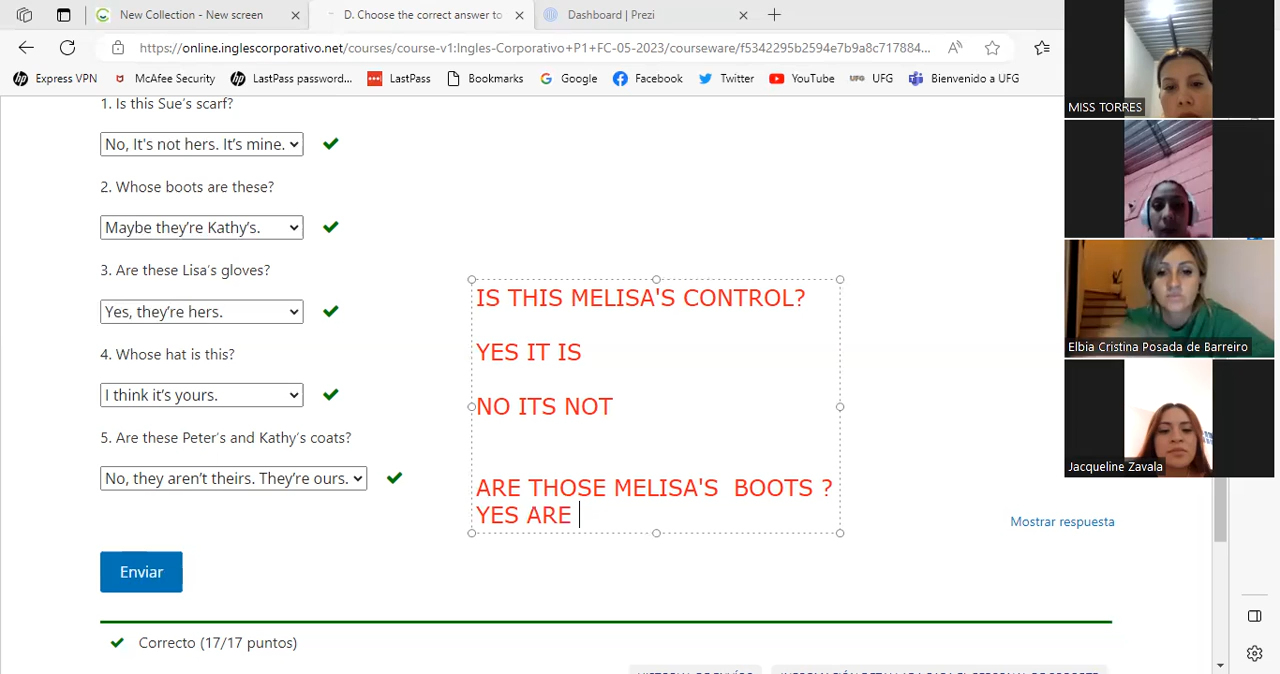 New Collection - New screen
D. Choose the correct answer to
Dashboard | Prezi
https://online.inglescorporativo.net/courses/course-v1:Ingles-Corporativo+P1+FC-05-2023/courseware/f5342295b2594e7b9a8c717884...
Express VPN
McAfee Security
LastPass password...
LastPass
Bookmarks
Google
Facebook
Twitter
YouTube
UFG
Bienvenido a UFG
1. Is this Sue's scarf?
No, It's not hers. It's mine.
2. Whose boots are these?
Maybe they're Kathy's.
3. Are these Lisa's gloves?
Yes, they're hers.
4. Whose hat is this?
I think it's yours.
5. Are these Peter's and Kathy's coats?
No, they aren't theirs. They're ours.
IS THIS MELISA'S CONTROL?
YES IT IS
NO ITS NOT
ARE THOSE MELISA'S  BOOTS ?
YES ARE
Mostrar respuesta
Enviar
Correcto (17/17 puntos)
MISS TORRES
Elbia Cristina Posada de Barreiro
Jacqueline Zavala